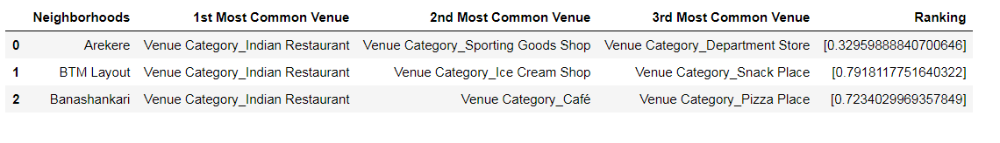 Neighborhoods 1st Most Common Venue 2nd Most Common Venue 3rd Most Common Venue Ranking
0 Arekere Venue Category_Indian Restaurant Venue Category_Sporting Goods Shop Venue Category_Department Store [0.32959888840700646]
1 BTM Layout Venue Category_Indian Restaurant Venue Category_Ice Cream Shop Venue Category_Snack Place [0.7918117751640322]
2 Banashankari Venue Category_Indian Restaurant Venue Category_Café Venue Category_Pizza Place [0.7234029969357849]